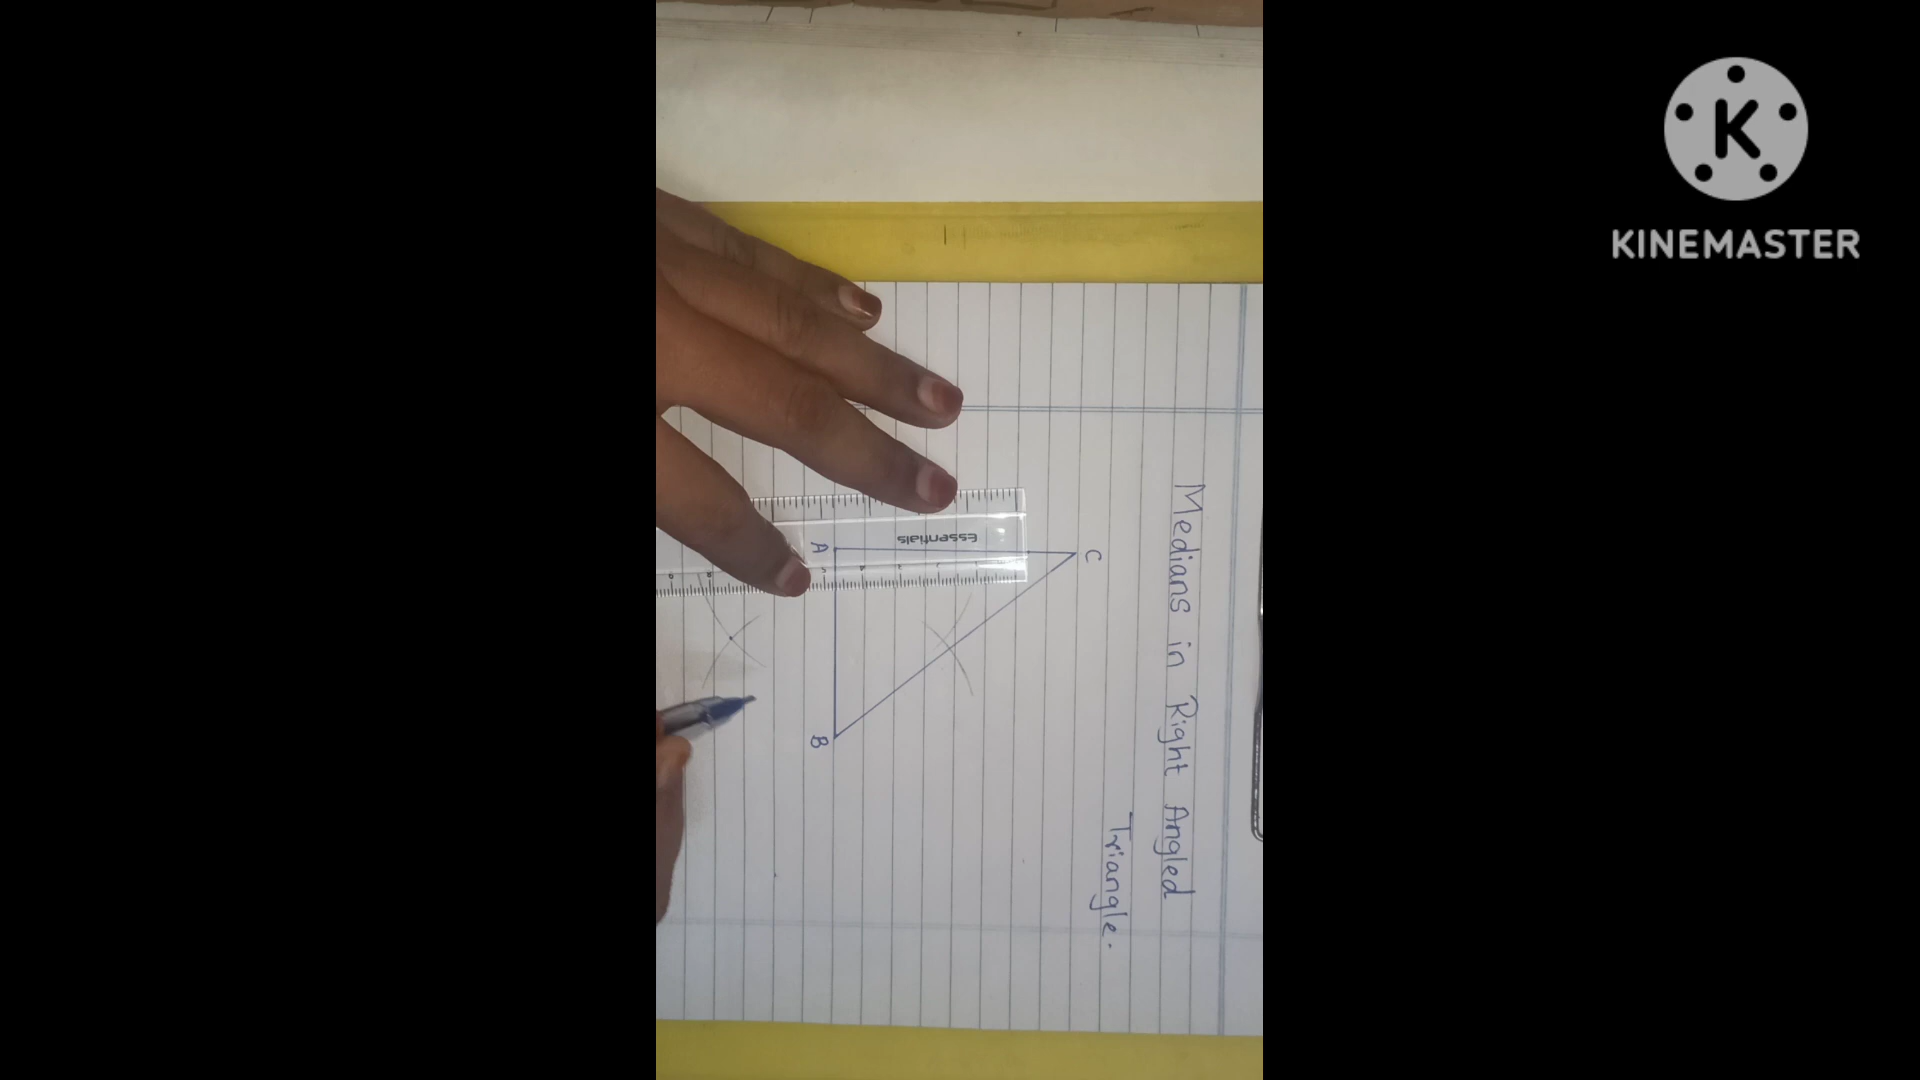 Medians in Right Angled
Triangle.
C
A
B
Essentials
KINEMASTER